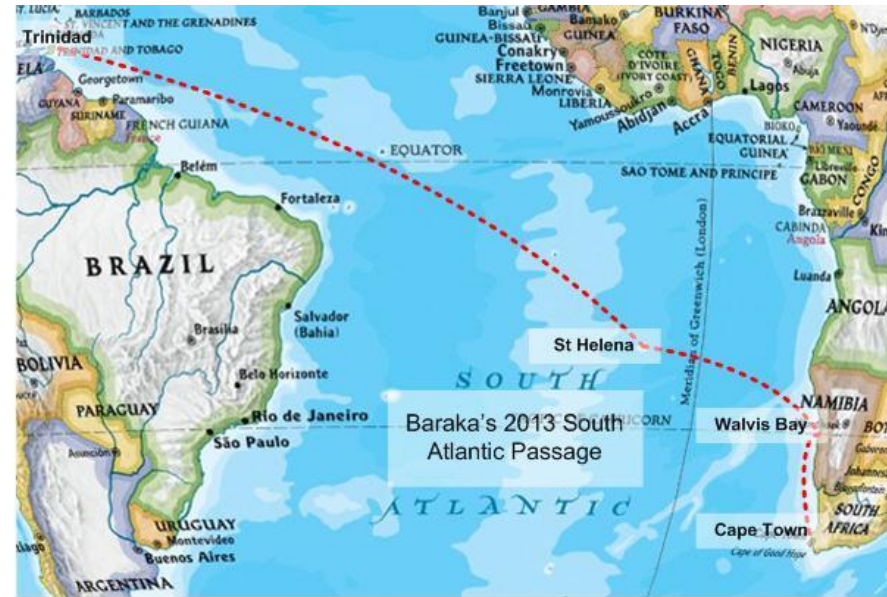 BARBADOS
ST. VINCENT AND THE GRENADINES
Trinidad
TRINIDAD AND TOBAGO
ELA
Georgetown
GUYANA
Paramaribo
SURINAME
FRENCH GUIANA
France
Belém
Fortaleza
BRAZIL
Salvador
(Bahia)
Brasilia
BOLIVIA
Belo Horizonte
PARAGUAY
Rio de Janeiro
São Paulo
Asunción
URUGUAY
Montevideo
Buenos Aires
ARGENTINA
EQUATOR
SOUTH
ATLANTIC
Baraka's 2013 South
Atlantic Passage
CORN
Banjul
GAMBIA
Bissau
GUINEA-BISSAU
GUINEA
Bamako
BURKINA
FASO
Conakry
Freetown
SIERRA LEONE
Monrovia
LIBERIA
CÔTE
D'IVOIRE
(IVORY COAST)
Yamoussoukro
Abidjan
GHANA
Accra
TOGO
BENIN
NIGERIA
Abuja
Lagos
CAMEROON
Yaoundé
BIOKO
EQUATORIAL
GUINEA
SAO TOME AND PRINCIPE
Libreville
GABON
CONGO
Brazzaville
CABINDA
Angola
Kin
Luanda
ANGOLA
Meridian of Greenwich (London)
St Helena
NAMIBIA
Walvis Bay
BOT
Johannesb
SOUTH
AFRICA
Cape Town
Cape of Good Hope